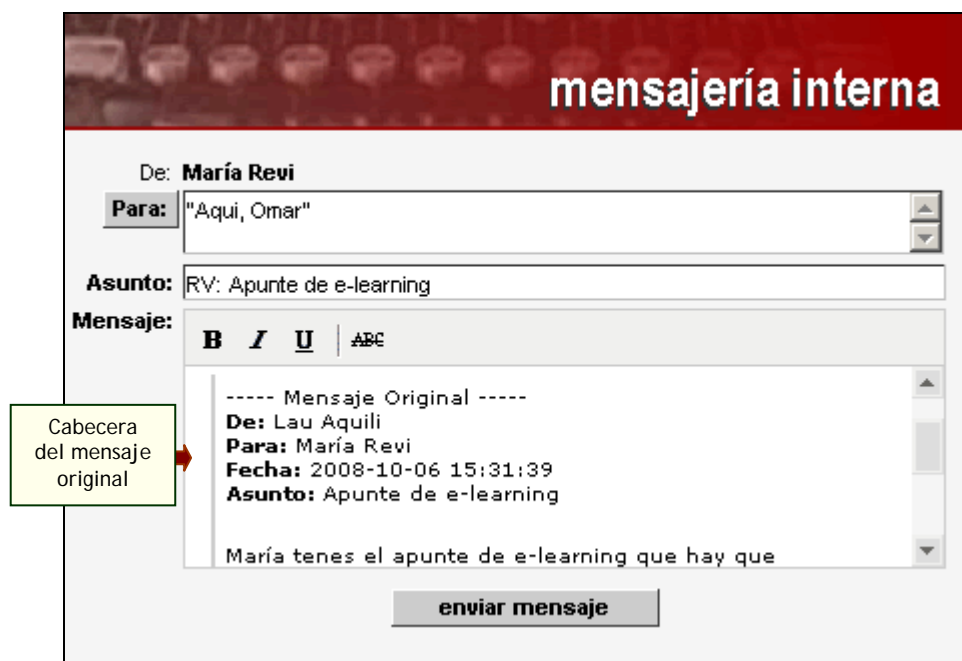 mensajería interna
De: María Revi
Para: "Aqui, Omar"
Asunto: RV: Apunte de e-learning
Mensaje:
B I U ABC
----- Mensaje Original -----
De: Lau Aquili
Para: María Revi
Fecha: 2008-10-06 15:31:39
Asunto: Apunte de e-learning
María tenes el apunte de e-learning que hay que
Cabecera
del mensaje
original
enviar mensaje